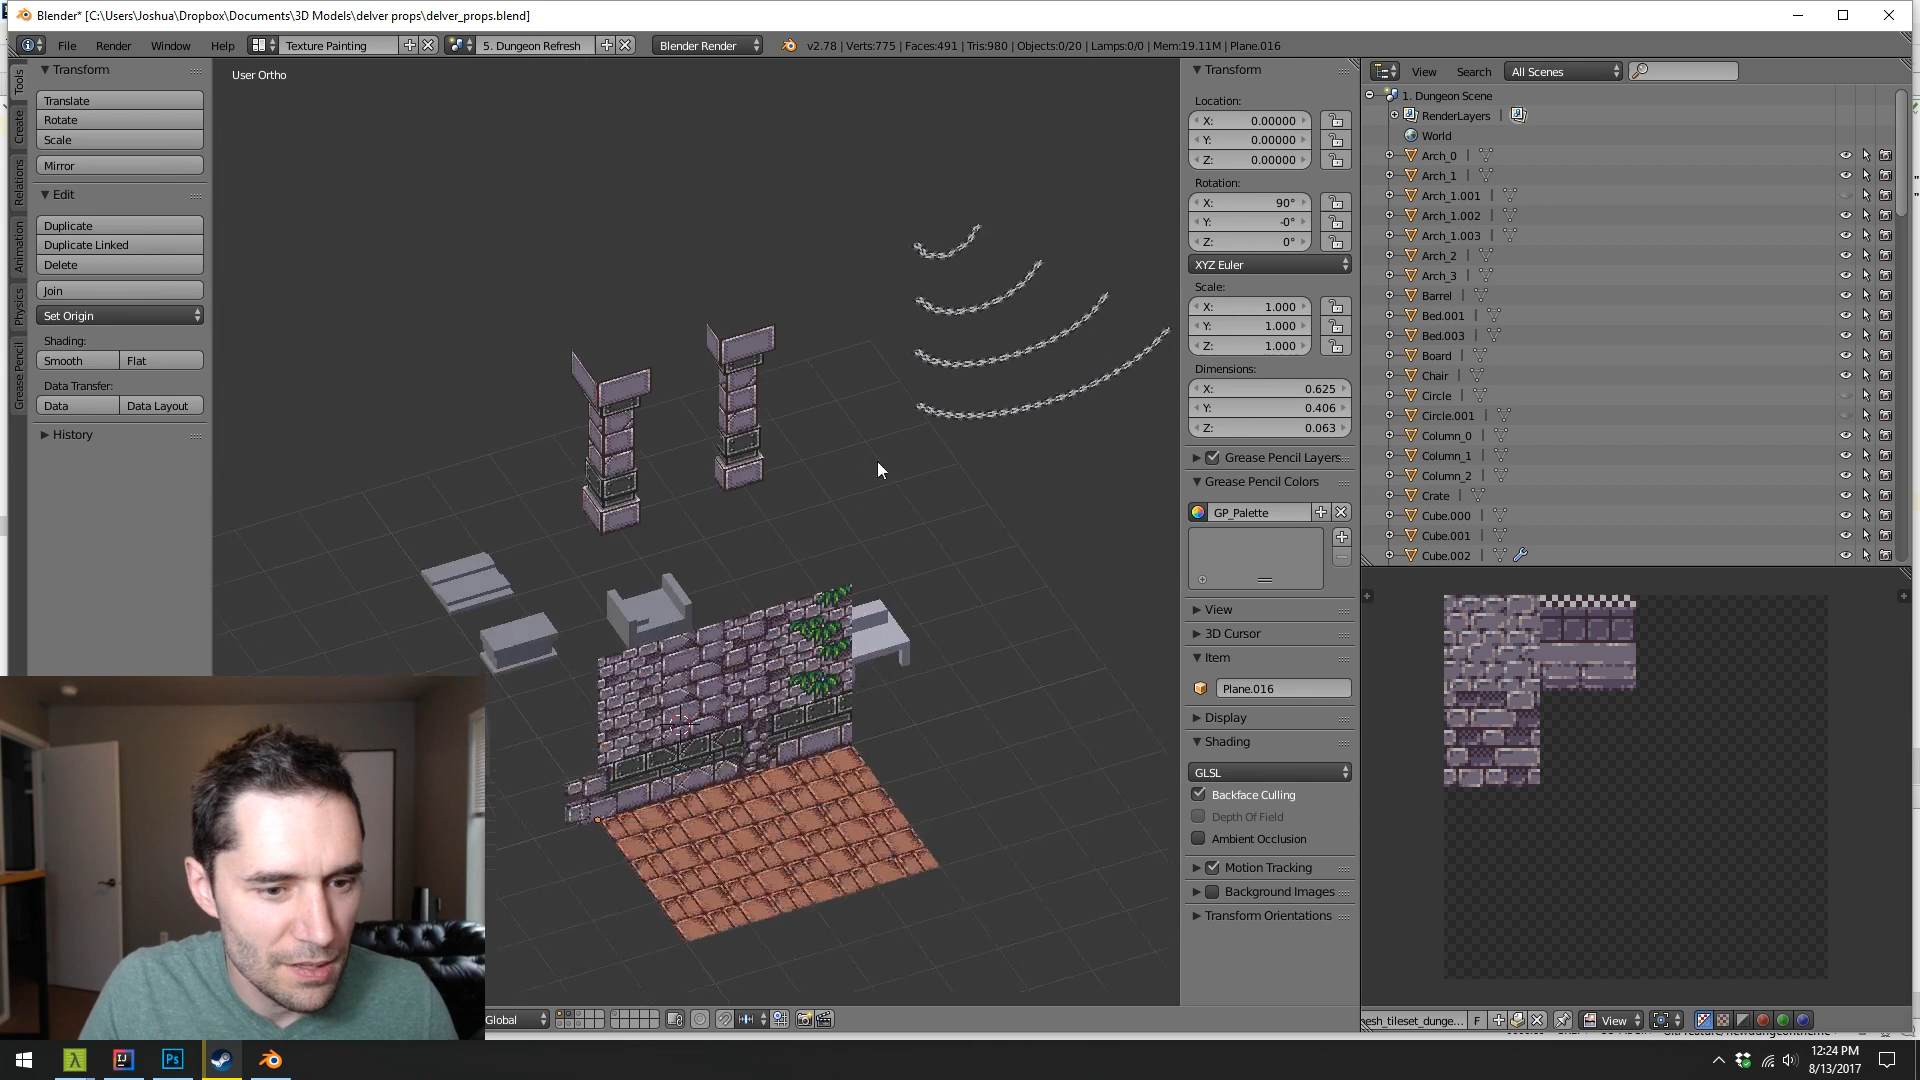 Blender* [C:\Users\Joshua\Dropbox\Documents\3D Models\delver props\delver_props.blend]
File Render Window Help Texture Painting 5. Dungeon Refresh Blender Render v2.78 | Verts:775 | Faces:491 | Tris:980 | Objects:0/20 | Lamps:0/0 | Mem:19.11M | Plane.016
Tools
Create
Relations
Animation
Physics
Grease Pencil
Transform
Translate
Rotate
Scale
Mirror
Edit
Duplicate
Duplicate Linked
Delete
Join
Set Origin
Shading:
Smooth Flat
Data Transfer:
Data Data Layout
History
User Ortho
Global
Transform
Location:
X: 0.00000
Y: 0.00000
Z: 0.00000
Rotation:
X: 90°
Y: -0°
Z: 0°
XYZ Euler
Scale:
X: 1.000
Y: 1.000
Z: 1.000
Dimensions:
X: 0.625
Y: 0.406
Z: 0.063
Grease Pencil Layers
Grease Pencil Colors
GP_Palette
View
3D Cursor
Item
Plane.016
Display
Shading
GLSL
Backface Culling
Depth Of Field
Ambient Occlusion
Motion Tracking
Background Images
Transform Orientations
View Search All Scenes
1. Dungeon Scene
RenderLayers
World
Arch_0
Arch_1
Arch_1.001
Arch_1.002
Arch_1.003
Arch_2
Arch_3
Barrel
Bed.001
Bed.003
Board
Chair
Circle
Circle.001
Column_0
Column_1
Column_2
Crate
Cube.000
Cube.001
Cube.002
esh_tileset_dunge... F View
Ps
12:24 PM
8/13/2017